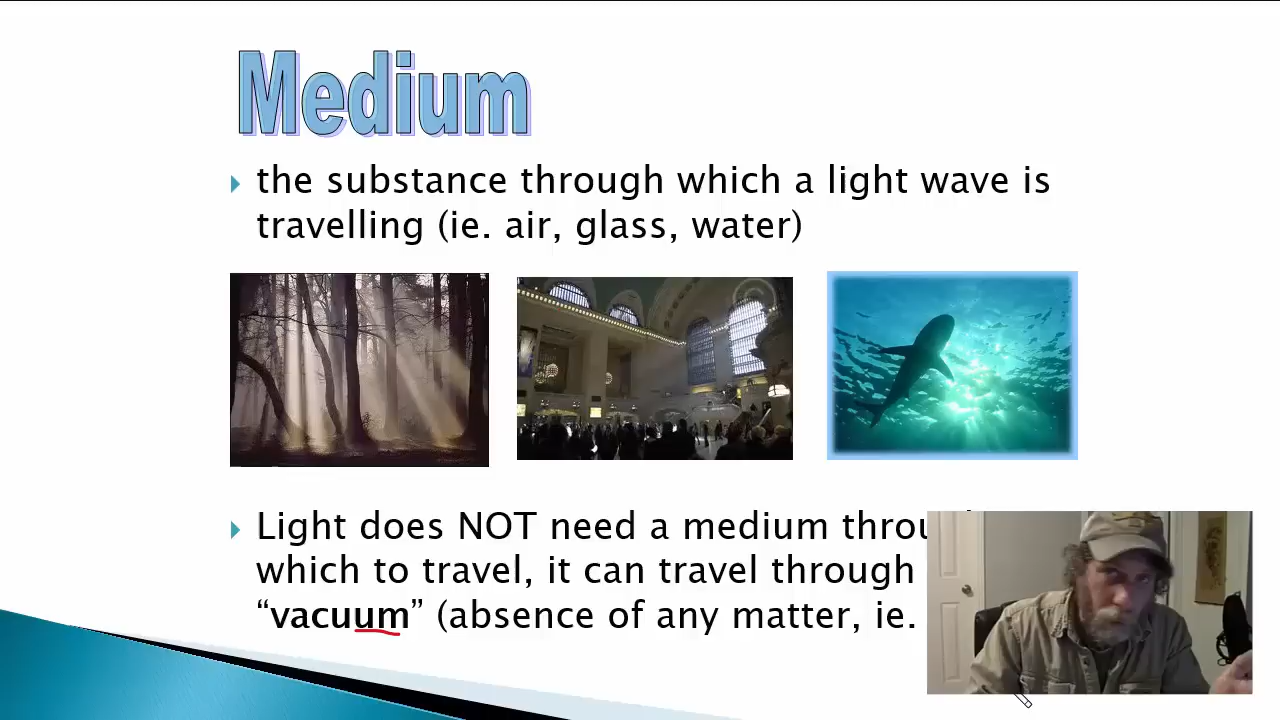 Medium
the substance through which a light wave is
travelling (ie. air, glass, water)
Light does NOT need a medium
which to travel, it can travel through
“vacuum” (absence of any matter, ie.